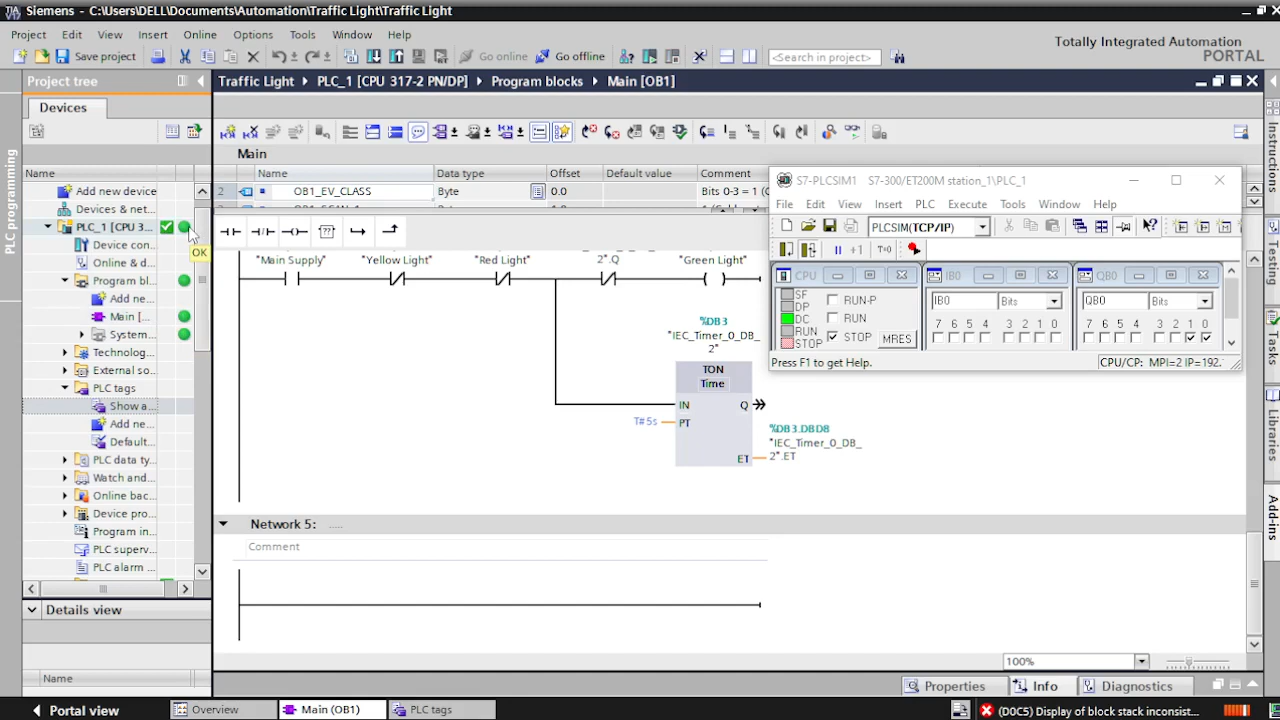 Siemens - C:\Users\DELL\Documents\Automation\Traffic Light\Traffic Light
Project Edit View Insert Online Options Tools Window Help
Totally Integrated Automation
PORTAL
Save project Go online Go offline <Search in project>
Project tree
Traffic Light PLC_1 [CPU 317-2 PN/DP] Program blocks Main [OB1]
Devices
PLC programming
Name
Add new device
Devices & net...
PLC_1 [CPU 3...
Device con...
OK
Online & d...
Program bl...
Add ne...
Main [...
System...
Technolog...
External so...
PLC tags
Show a...
Add ne...
Default...
PLC data ty...
Watch and...
Online bac...
Device pro...
Program in...
PLC superv...
PLC alarm ...
Details view
Name
Main
Name Data type Offset Default value Comment
2 OB1_EV_CLASS Byte 0.0 Bits 0-3 = 1 (C
"Main Supply" "Yellow Light" "Red Light" 2".Q "Green Light"
%DB3
"IEC_Timer_0_DB_
2"
TON
Time
IN Q
T#5s PT
%DB3.DBD8
"IEC_Timer_0_DB_
2".ET
ET
Network 5: .....
Comment
S7-PLCSIM1 S7-300/ET200M station_1\PLC_1
File Edit View Insert PLC Execute Tools Window Help
PLCSIM(TCP/IP)
+1 T=0
CPU
SF
DP
DC
RUN
STOP
RUN-P
RUN
STOP MRES
IB0
IB0 Bits
7 6 5 4 3 2 1 0
QB0
QB0 Bits
7 6 5 4 3 2 1 0
Press F1 to get Help. CPU/CP: MPI=2 IP=192.
Instructions
Testing
Tasks
Libraries
Add-ins
100%
Properties Info Diagnostics
Portal view Overview Main (OB1) PLC tags (D0C5) Display of block stack inconsist...